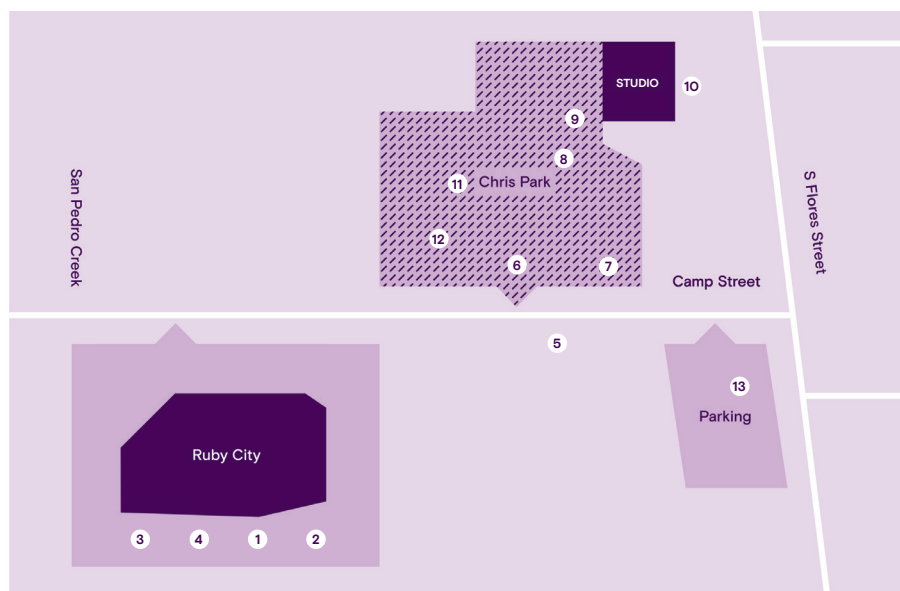 STUDIO
10
9
8
11
Chris Park
San Pedro Creek
S Flores Street
12
6
7
Camp Street
5
13
Parking
Ruby City
3
4
1
2